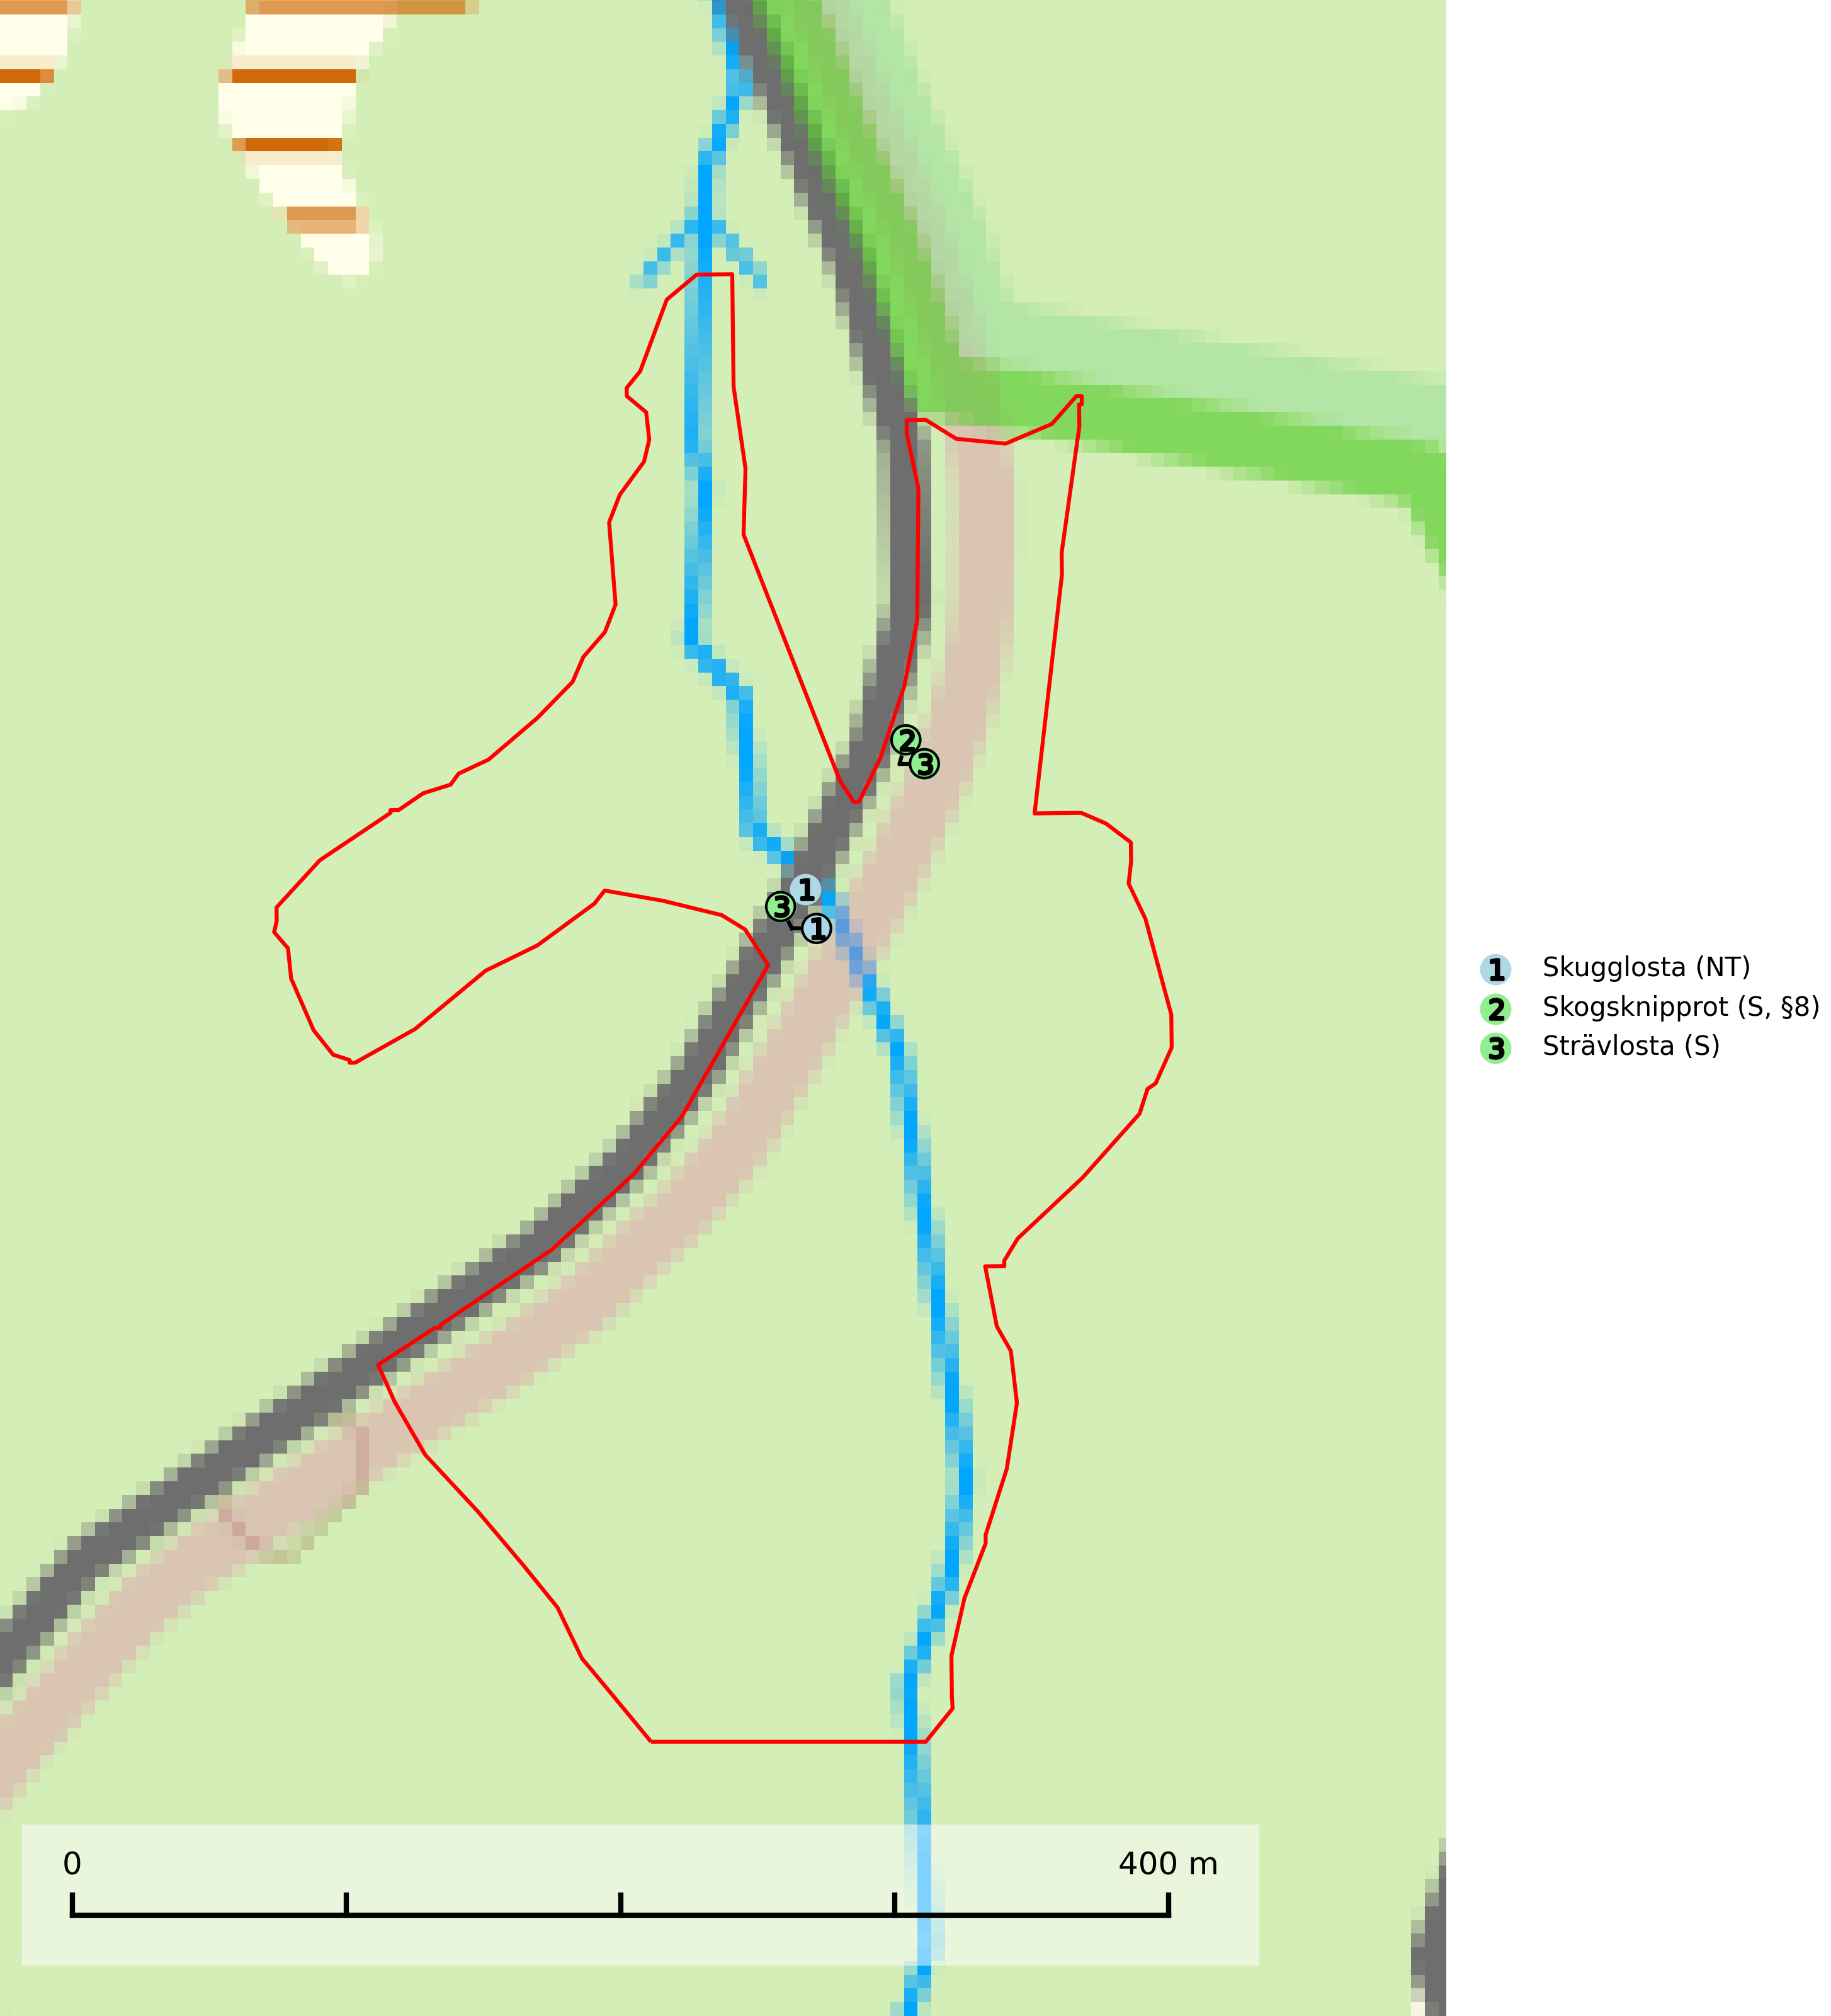 2
3
1
3
1
1 Skugglosta (NT)
2 Skogsknipprot (S, §8)
3 Strävlosta (S)
0 400 m